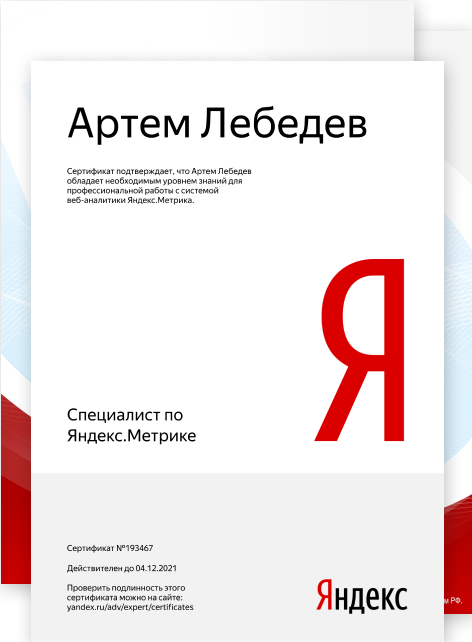 Артем Лебедев
Сертификат подтверждает, что Артем Лебедев
обладает необходимым уровнем знаний для
профессиональной работы с системой
веб-аналитики Яндекс.Метрика.
Я
Специалист по
Яндекс.Метрике
Сертификат №193467
Действителен до 04.12.2021
Проверить подлинность этого
сертификата можно на сайте:
yandex.ru/adv/expert/certificates
Яндекс
РФ.